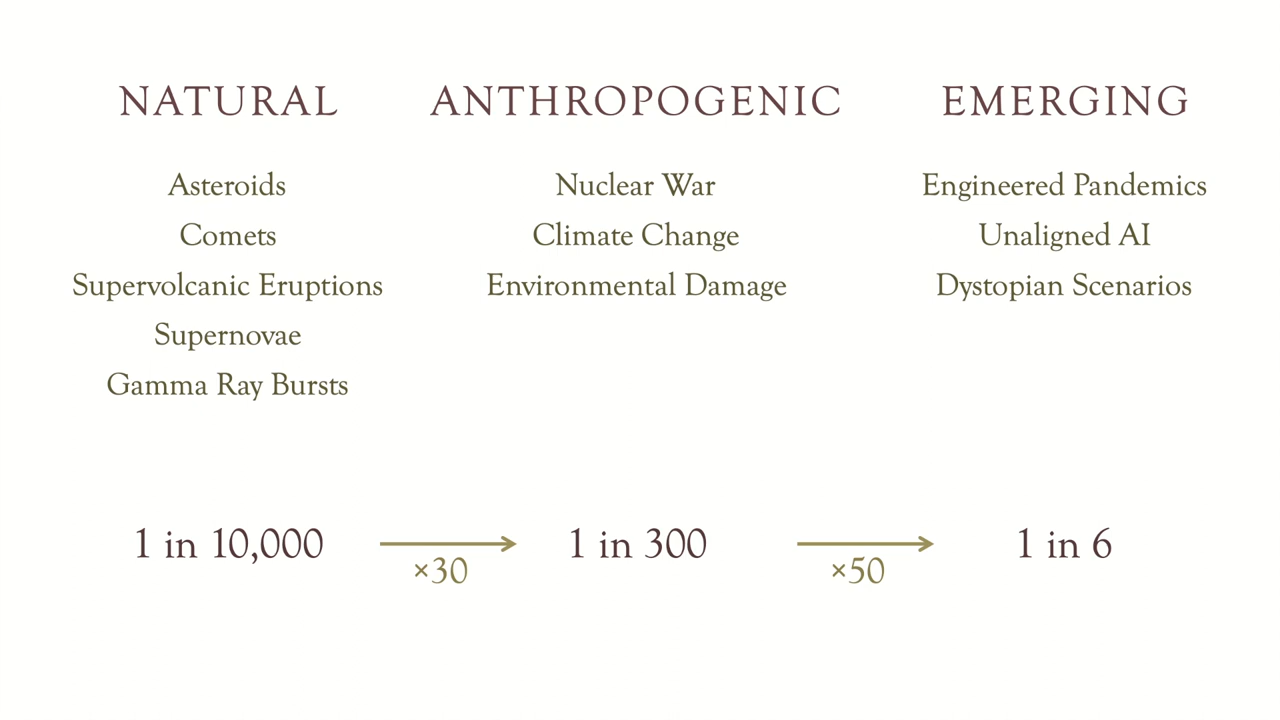 NATURAL
Asteroids
Comets
Supervolcanic Eruptions
Supernovae
Gamma Ray Bursts
ANTHROPOGENIC
Nuclear War
Climate Change
Environmental Damage
EMERGING
Engineered Pandemics
Unaligned AI
Dystopian Scenarios
1 in 10,000
×30
1 in 300
×50
1 in 6